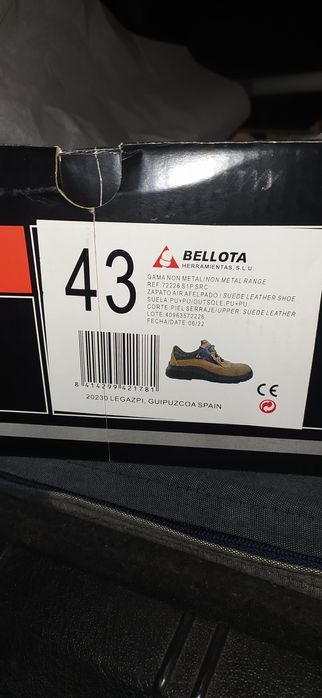 43
BELLOTA
HERRAMIENTAS, S.L.U.
GAMA NON METAL/NON METAL RANGE
REF: 72226 S1P SRC
ZAPATO AIR AFELPADO / SUEDE LEATHER SHOE
SUELA: PU+PU/OUTSOLE: PU+PU
CORTE: PIEL SERRAJE/UPPER: SUEDE LEATHER
LOTE: 40963572226
FECHA/DATE: 06/22
8 414299 421781
CE
20230 LEGAZPI, GUIPUZCOA SPAIN